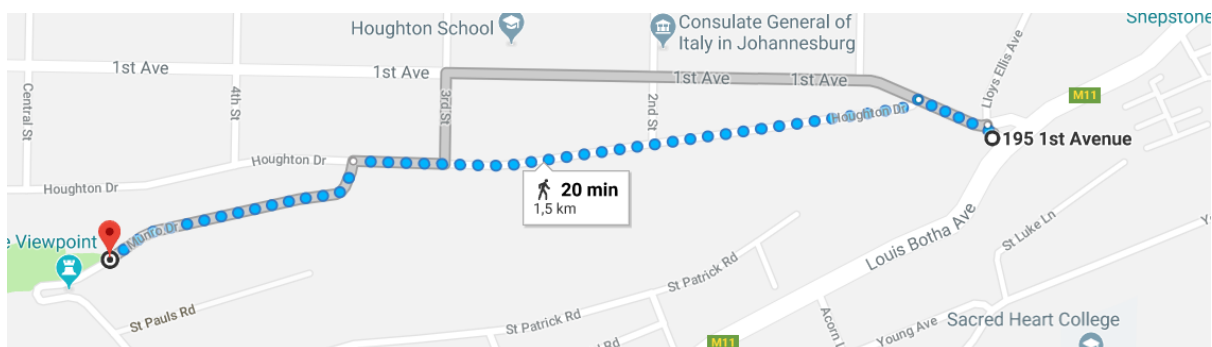 Houghton School
Consulate General of
Italy in Johannesburg
Shepstone
1st Ave
1st Ave
1st Ave
1st Ave
Lloys Ellis Ave
Central St
4th St
3rd St
2nd St
M11
Houghton Dr
195 1st Avenue
Houghton Dr
Houghton Dr
20 min
1,5 km
Munro Dr
e Viewpoint
St Pauls Rd
St Patrick Rd
St Patrick Rd
Louis Botha Ave
St Luke Ln
Acorn L
Young Ave
Sacred Heart College
M11
Rd
Yo